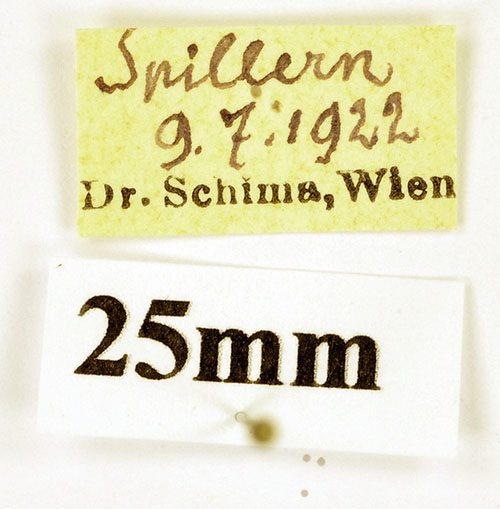 Spillern
9.7.1922
Dr. Schima, Wien
25mm